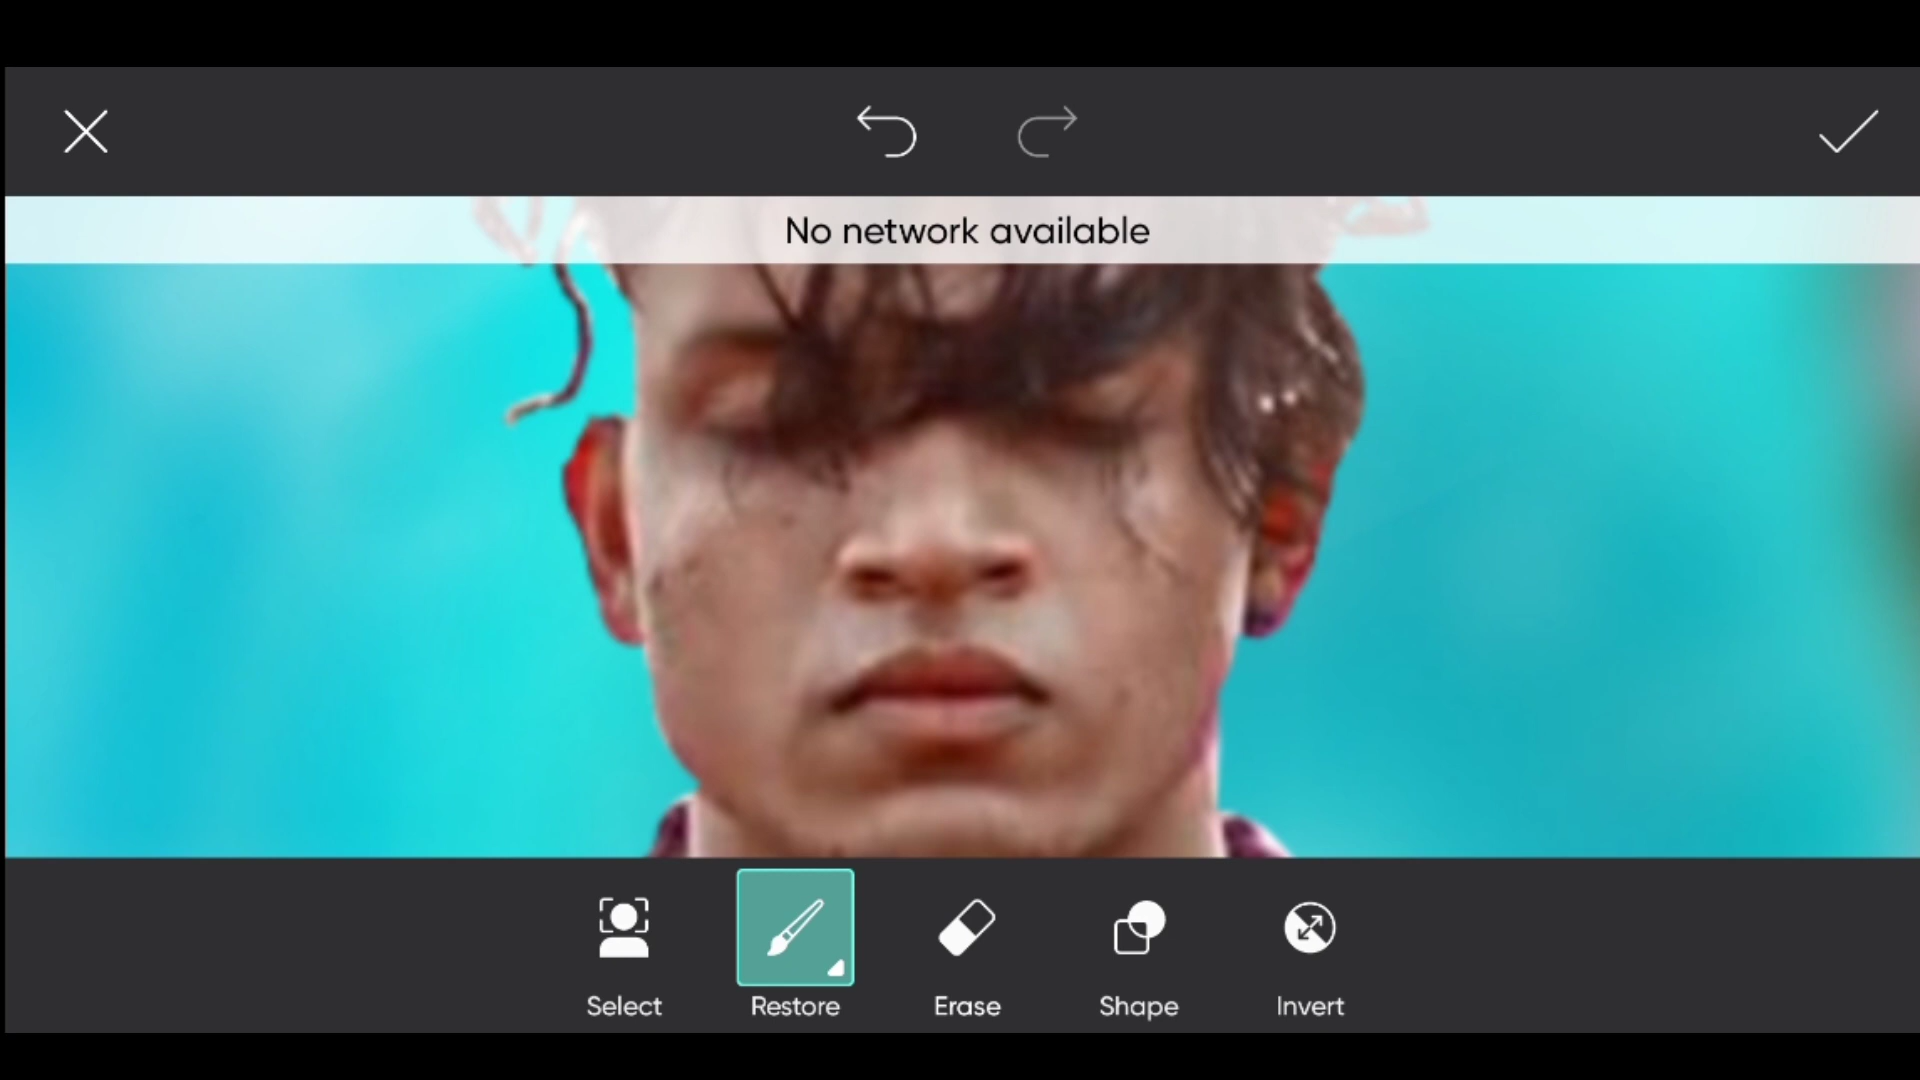 No network available
Select
Restore
Erase
Shape
Invert